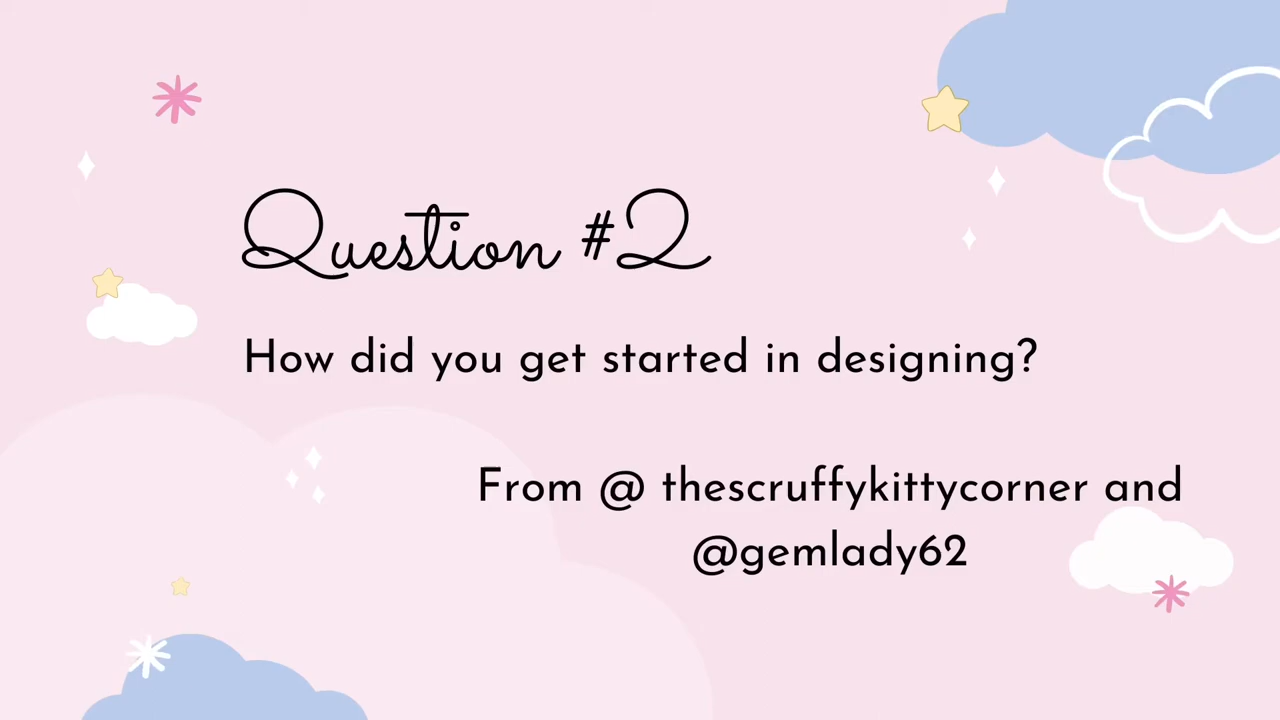 Question #2
How did you get started in designing?
From @ thescruffykittycorner and
@gemlady62